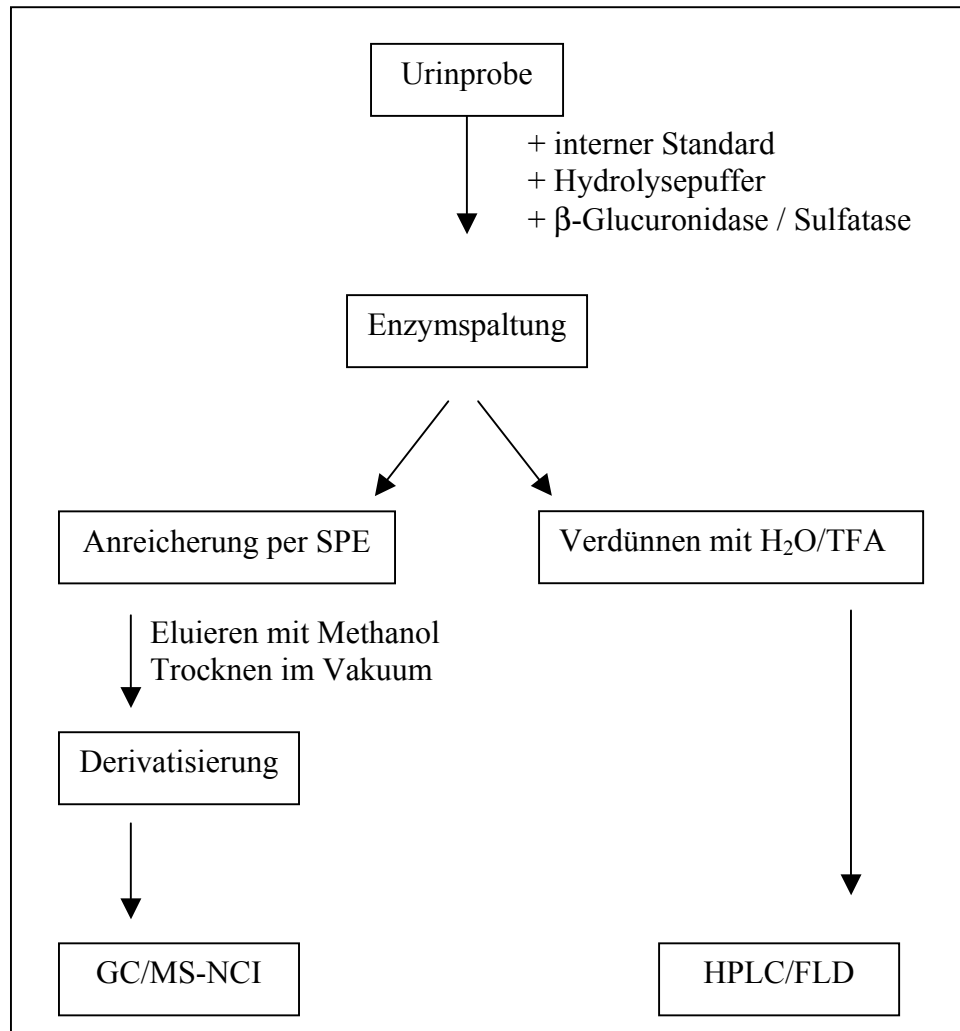 Urinprobe
+ interner Standard
+ Hydrolysepuffer
+ β-Glucuronidase / Sulfatase
Enzymspaltung
Anreicherung per SPE
Verdünnen mit H₂O/TFA
Eluieren mit Methanol
Trocknen im Vakuum
Derivatisierung
GC/MS-NCI
HPLC/FLD